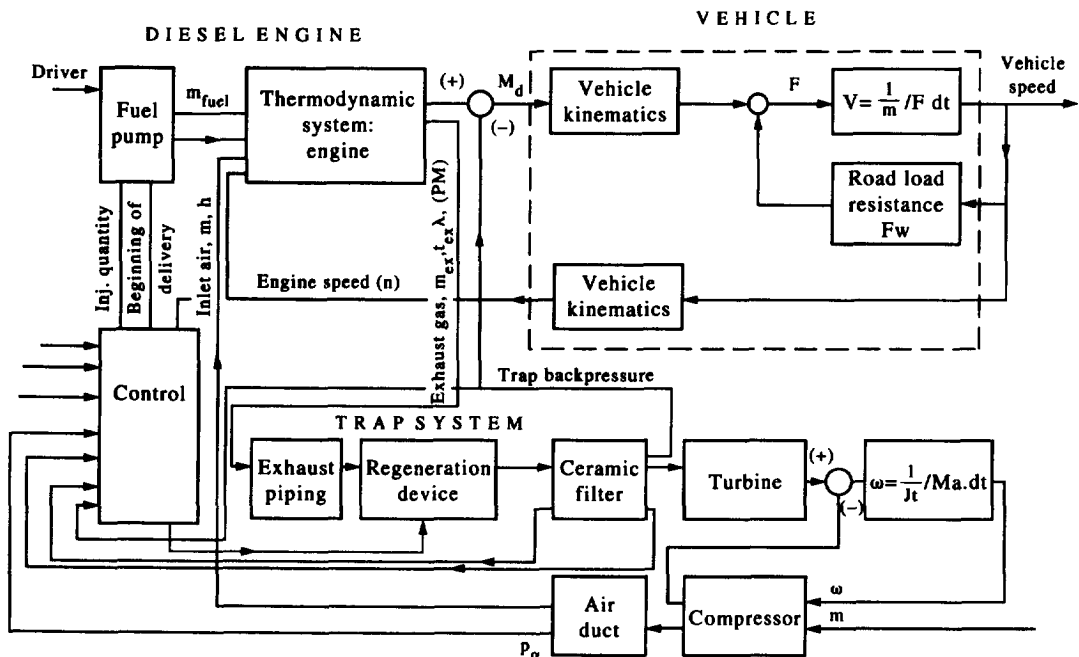 VEHICLE
DIESEL ENGINE
Driver
Fuel
pump
m_fuel
Thermodynamic
system:
engine
(+)
(−)
M_d
Vehicle
kinematics
F
V= 1/m /F dt
Vehicle
speed
Road load
resistance
Fw
Inj. quantity
Beginning of
delivery
Inlet air, m, h
Engine speed (n)
Exhaust gas, m_ex, t_ex λ, (PM)
Vehicle
kinematics
Trap backpressure
Control
TRAP SYSTEM
Exhaust
piping
Regeneration
device
Ceramic
filter
Turbine
(+)
(−)
ω= 1/Jt /Ma.dt
Air
duct
Compressor
ω
m
p_α